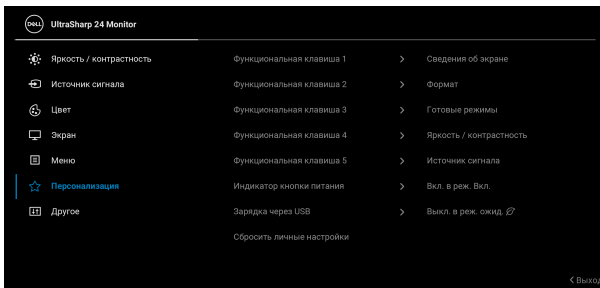 DELL UltraSharp 24 Monitor
Яркость / контрастность Функциональная клавиша 1 Сведения об экране
Источник сигнала Функциональная клавиша 2 Формат
Цвет Функциональная клавиша 3 Готовые режимы
Экран Функциональная клавиша 4 Яркость / контрастность
Меню Функциональная клавиша 5 Источник сигнала
Персонализация Индикатор кнопки питания Вкл. в реж. Вкл.
Другое Зарядка через USB Выкл. в реж. ожид.
Сбросить личные настройки
Выход